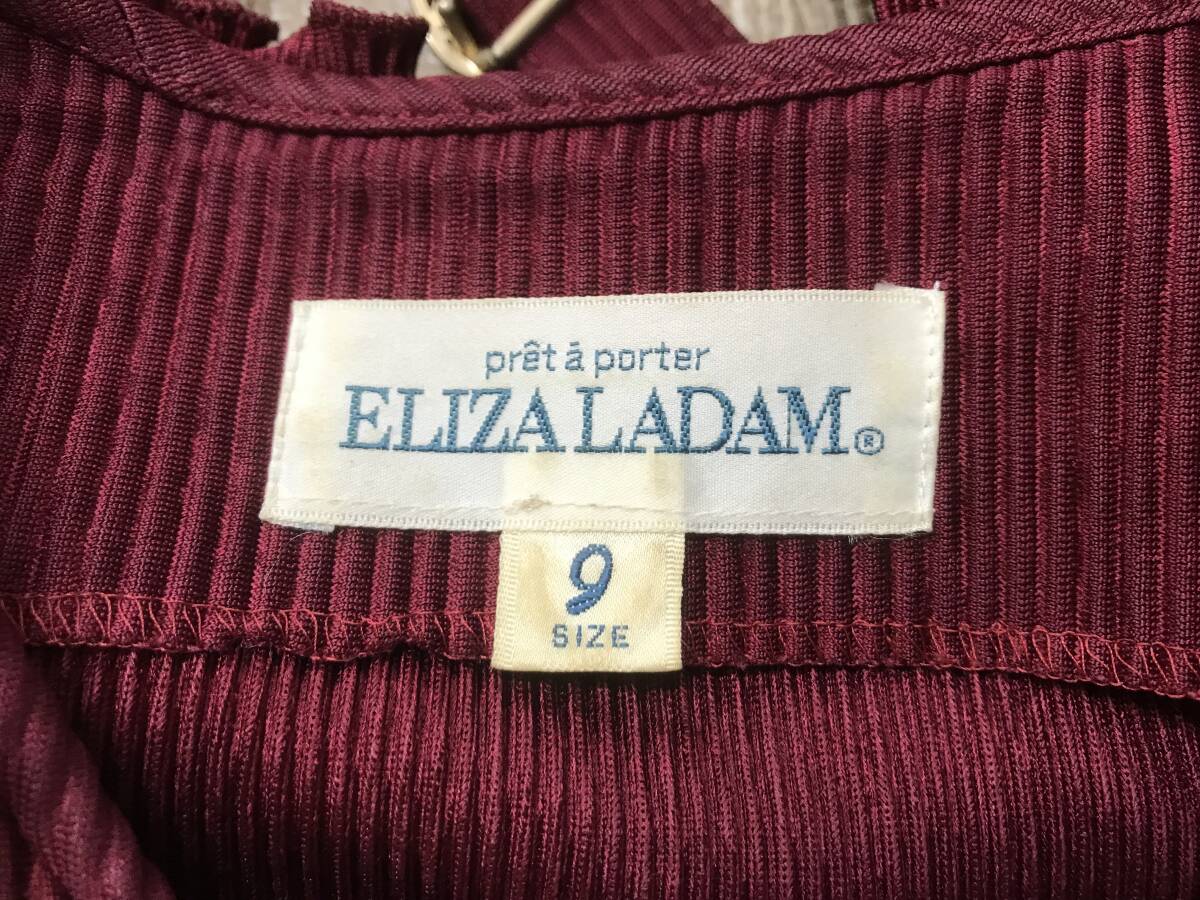 prêt à porter
ELIZA LADAM®
9
SIZE